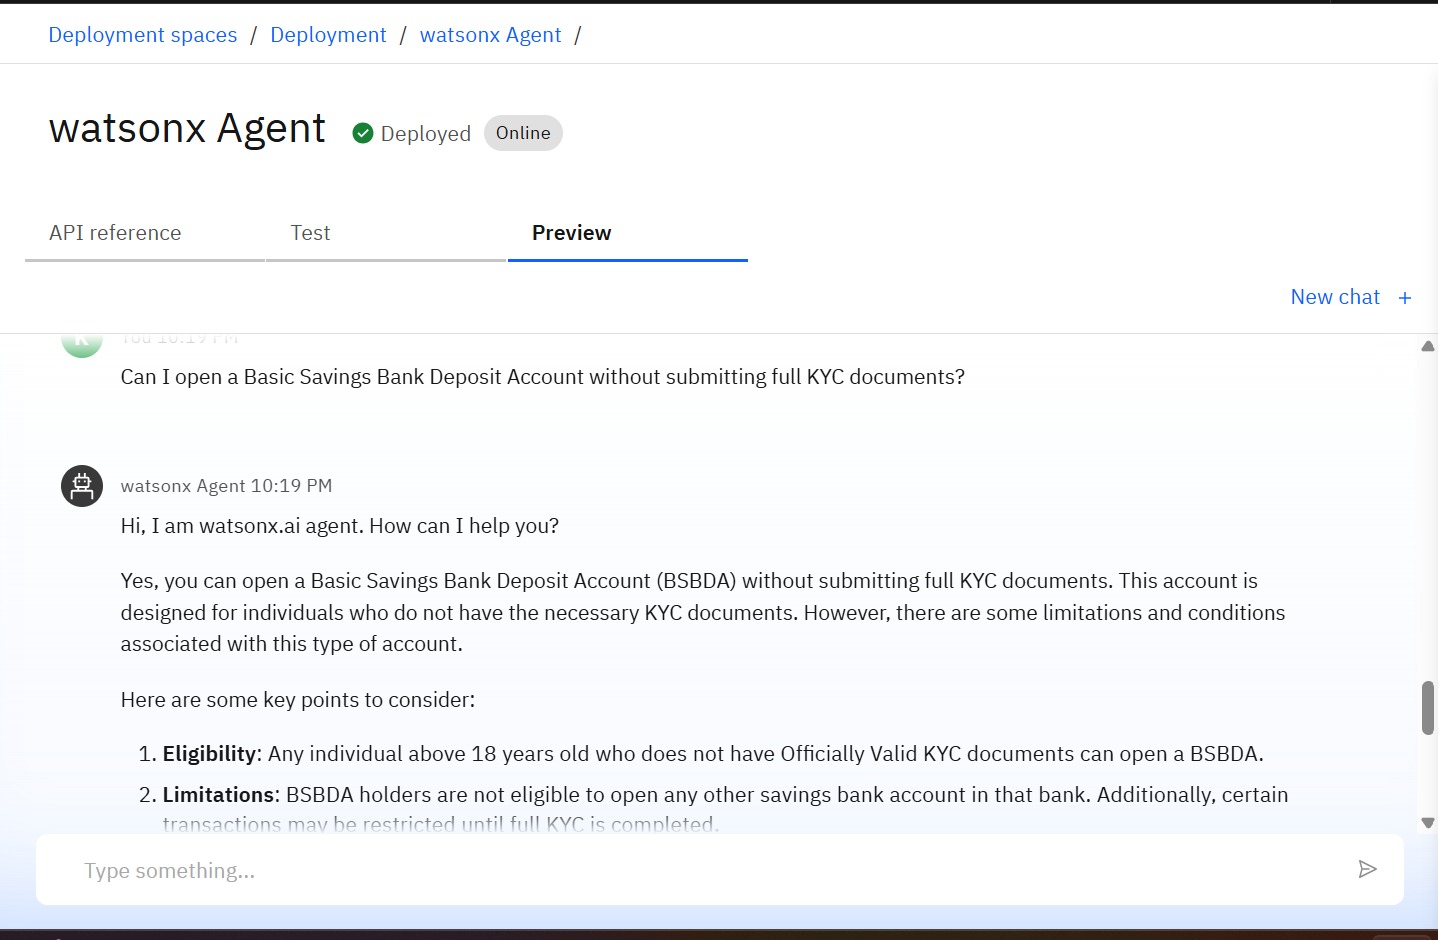 Deployment spaces / Deployment / watsonx Agent /
watsonx Agent Deployed Online
API reference Test Preview
New chat +
You 10:19 PM
Can I open a Basic Savings Bank Deposit Account without submitting full KYC documents?
watsonx Agent 10:19 PM
Hi, I am watsonx.ai agent. How can I help you?
Yes, you can open a Basic Savings Bank Deposit Account (BSBDA) without submitting full KYC documents. This account is
designed for individuals who do not have the necessary KYC documents. However, there are some limitations and conditions
associated with this type of account.
Here are some key points to consider:
1. Eligibility: Any individual above 18 years old who does not have Officially Valid KYC documents can open a BSBDA.
2. Limitations: BSBDA holders are not eligible to open any other savings bank account in that bank. Additionally, certain
transactions may be restricted until full KYC is completed.
Type something...